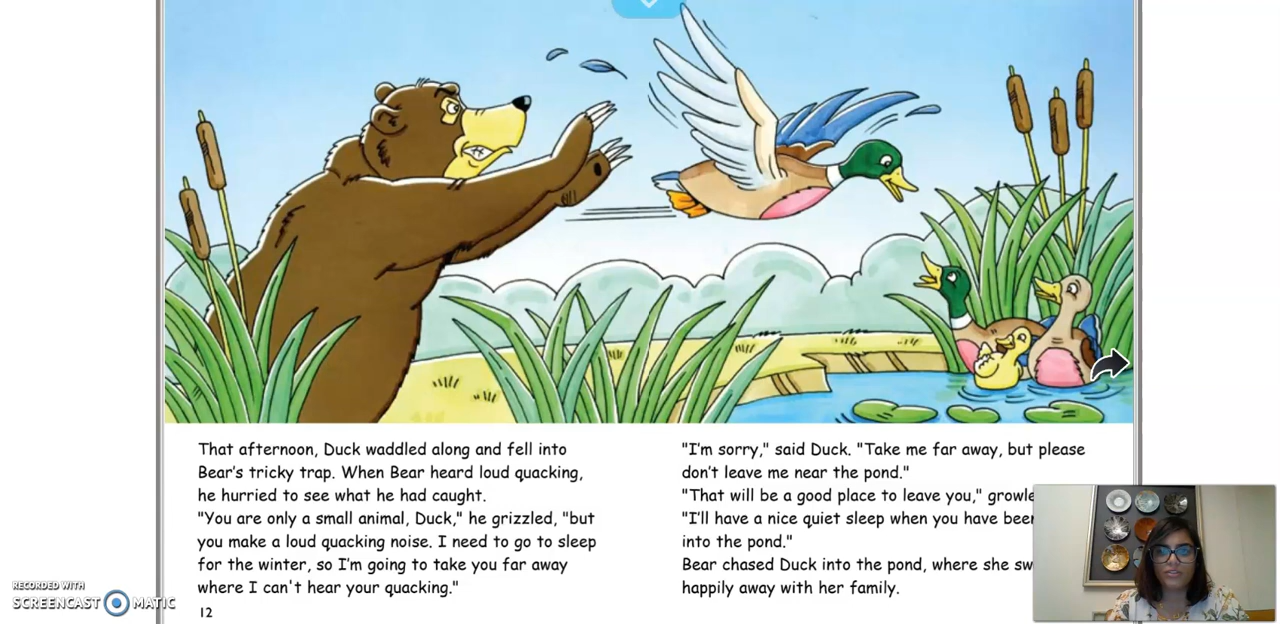 That afternoon, Duck waddled along and fell into
Bear's tricky trap. When Bear heard loud quacking,
he hurried to see what he had caught.
"You are only a small animal, Duck," he grizzled, "but
you make a loud quacking noise. I need to go to sleep
for the winter, so I'm going to take you far away
where I can't hear your quacking."
12
"I'm sorry," said Duck. "Take me far away, but please
don't leave me near the pond."
"That will be a good place to leave you,"
"I'll have a nice quiet sleep when you have
into the pond."
Bear chased Duck into the pond, where she
happily away with her family.
RECORDED WITH
SCREENCAST MATIC